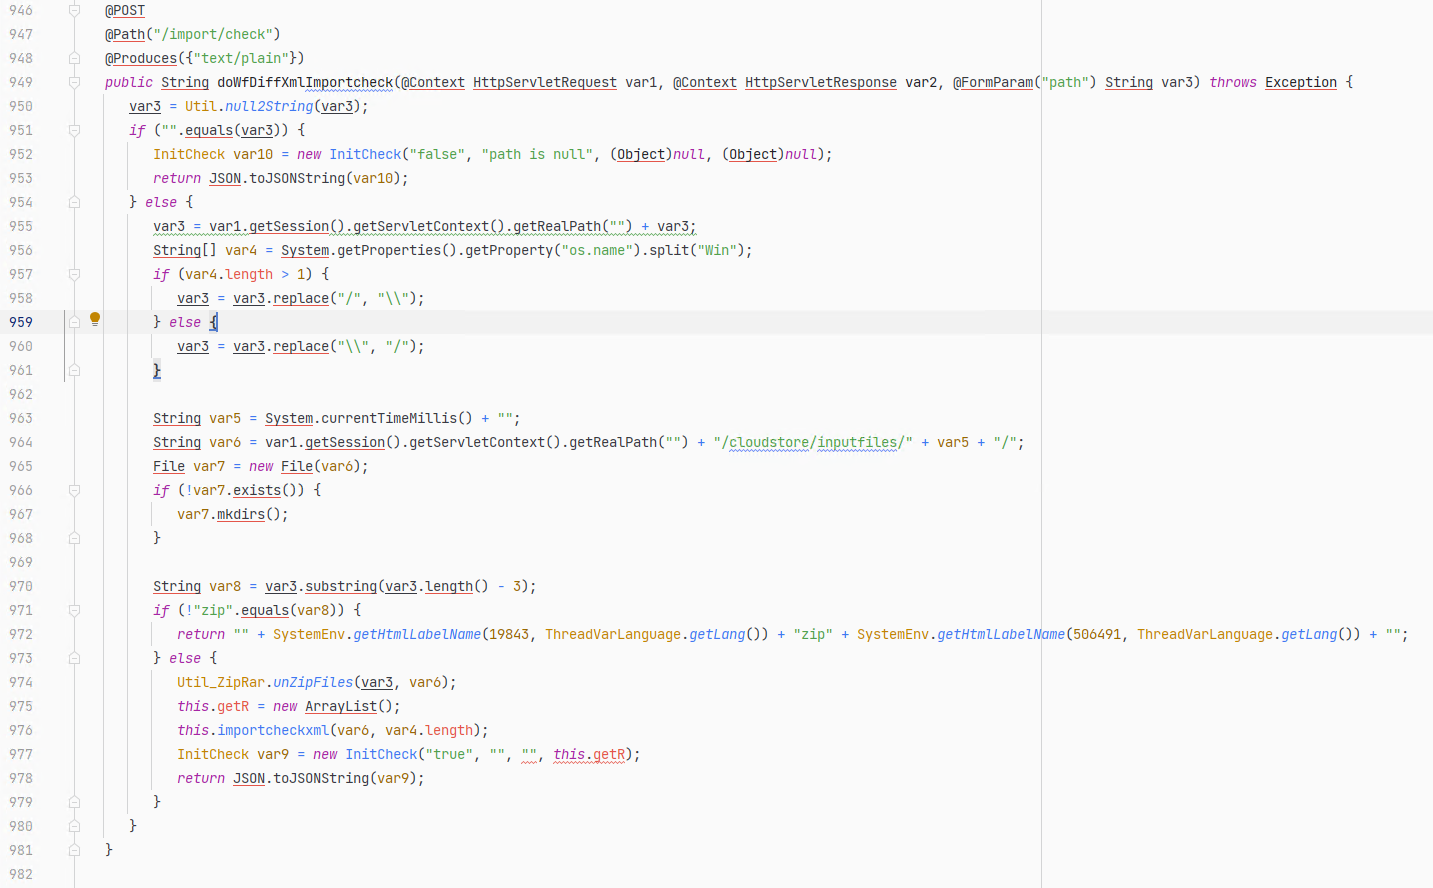 946 @POST
947 @Path("/import/check")
948 @Produces({"text/plain"})
949 public String doWfDiffXmlImportcheck(@Context HttpServletRequest var1, @Context HttpServletResponse var2, @FormParam("path") String var3) throws Exception {
950 var3 = Util.null2String(var3);
951 if ("".equals(var3)) {
952 InitCheck var10 = new InitCheck("false", "path is null", (Object)null, (Object)null);
953 return JSON.toJSONString(var10);
954 } else {
955 var3 = var1.getSession().getServletContext().getRealPath("") + var3;
956 String[] var4 = System.getProperties().getProperty("os.name").split("Win");
957 if (var4.length > 1) {
958 var3 = var3.replace("/", "\\");
959 } else {
960 var3 = var3.replace("\\", "/");
961 }
962
963 String var5 = System.currentTimeMillis() + "";
964 String var6 = var1.getSession().getServletContext().getRealPath("") + "/cloudstore/inputfiles/" + var5 + "/";
965 File var7 = new File(var6);
966 if (!var7.exists()) {
967 var7.mkdirs();
968 }
969
970 String var8 = var3.substring(var3.length() - 3);
971 if (!"zip".equals(var8)) {
972 return "" + SystemEnv.getHtmlLabelName(19843, ThreadVarLanguage.getLang()) + "zip" + SystemEnv.getHtmlLabelName(506491, ThreadVarLanguage.getLang()) + "";
973 } else {
974 Util_ZipRar.unZipFiles(var3, var6);
975 this.getR = new ArrayList();
976 this.importcheckxml(var6, var4.length);
977 InitCheck var9 = new InitCheck("true", "", "", this.getR);
978 return JSON.toJSONString(var9);
979 }
980 }
981 }
982